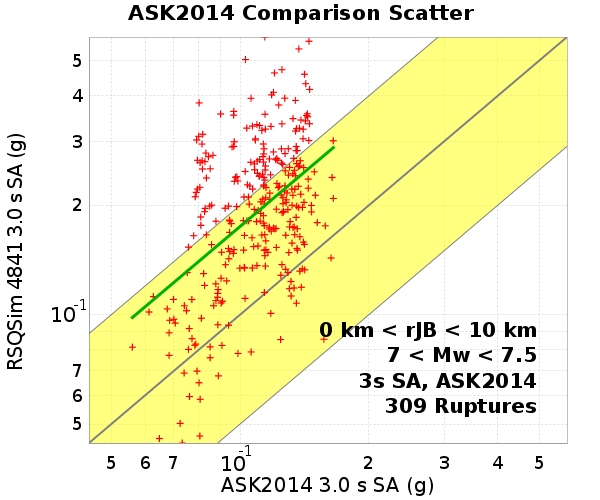 ASK2014 Comparison Scatter
RSQSim 4841 3.0 s SA (g)
5
4
3
2
10-1
7
6
5
0 km < rJB < 10 km
7 < Mw < 7.5
3s SA, ASK2014
309 Ruptures
5 6 7 10-1 2 3 4 5
ASK2014 3.0 s SA (g)